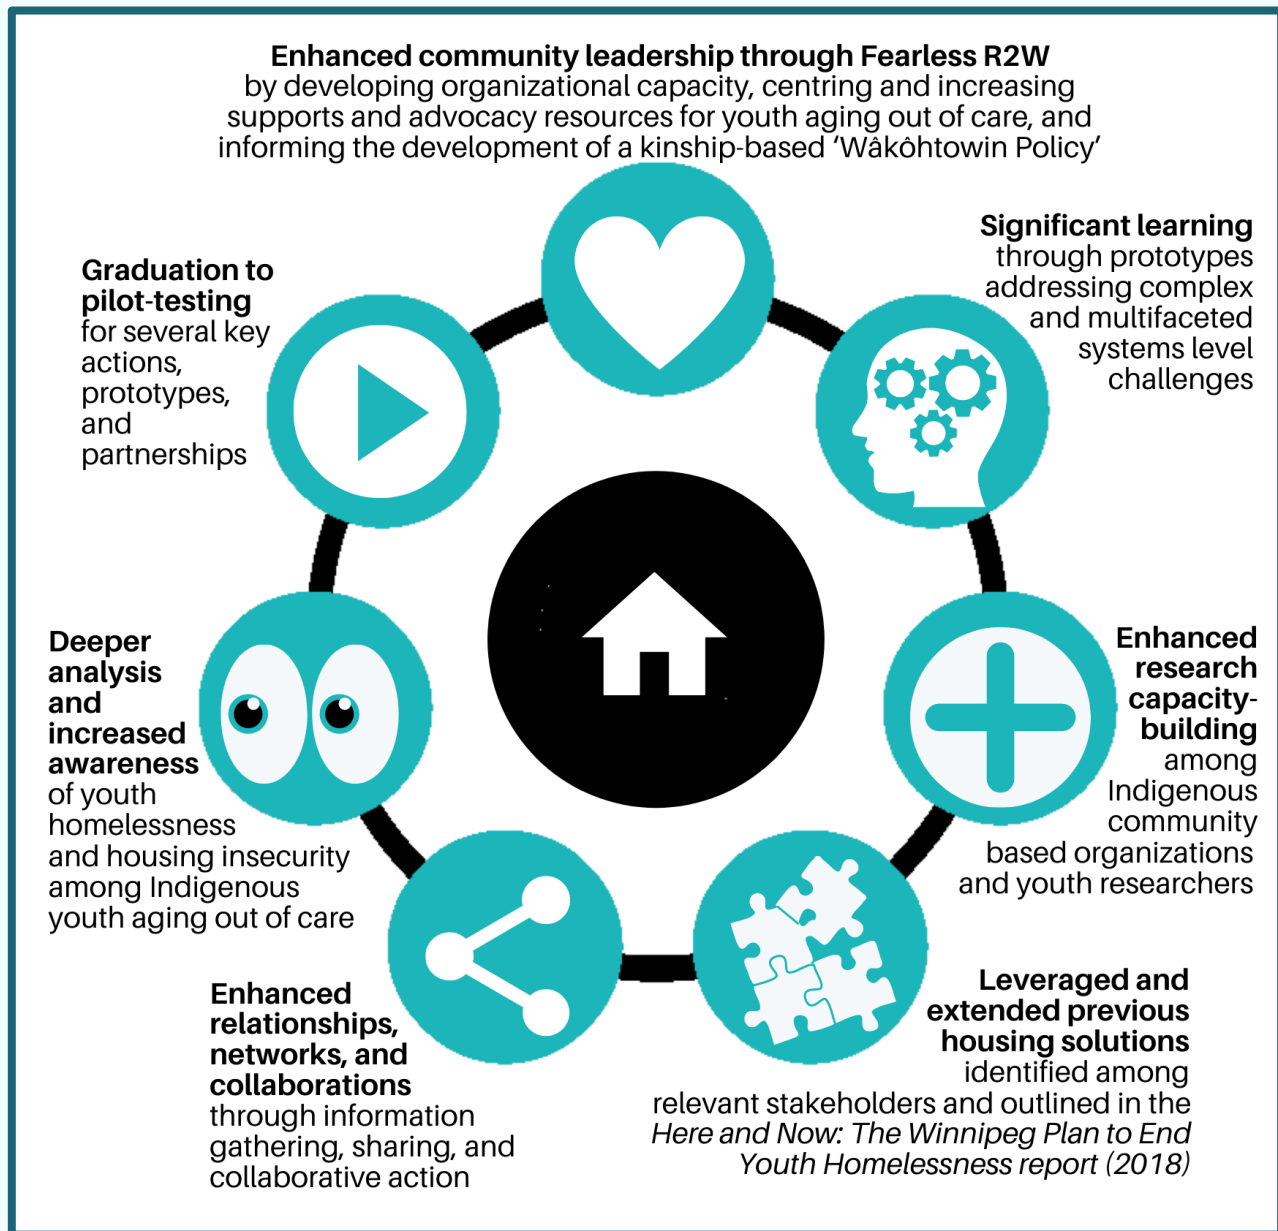 Enhanced community leadership through Fearless R2W
by developing organizational capacity, centring and increasing
supports and advocacy resources for youth aging out of care, and
informing the development of a kinship-based ‘Wâkôhtowin Policy’
Significant learning
through prototypes
addressing complex
and multifaceted
systems level
challenges
Enhanced
research
capacity-
building
among
Indigenous
community
based organizations
and youth researchers
Leveraged and
extended previous
housing solutions
identified among
relevant stakeholders and outlined in the
Here and Now: The Winnipeg Plan to End
Youth Homelessness report (2018)
Enhanced
relationships,
networks, and
collaborations
through information
gathering, sharing, and
collaborative action
Deeper
analysis
and
increased
awareness
of youth
homelessness
and housing insecurity
among Indigenous
youth aging out of care
Graduation to
pilot-testing
for several key
actions,
prototypes,
and
partnerships